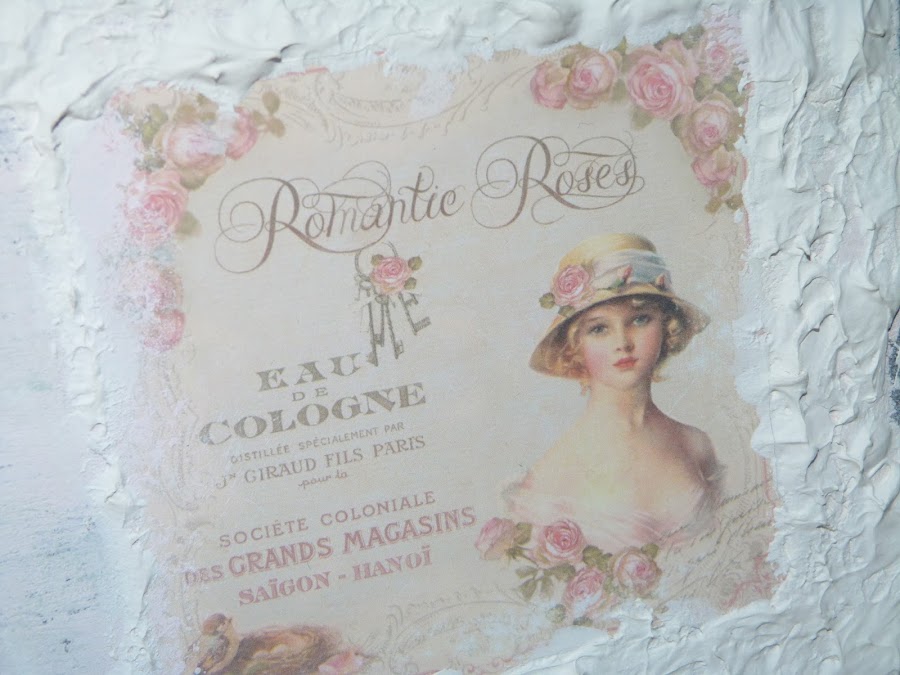 Romantic Roses
ME
EAU
DE
COLOGNE
DISTILLÉE SPÉCIALEMENT PAR
Jⁿ GIRAUD FILS PARIS
pour la
SOCIÉTÉ COLONIALE
DES GRANDS MAGASINS
SAÏGON - HANOÏ